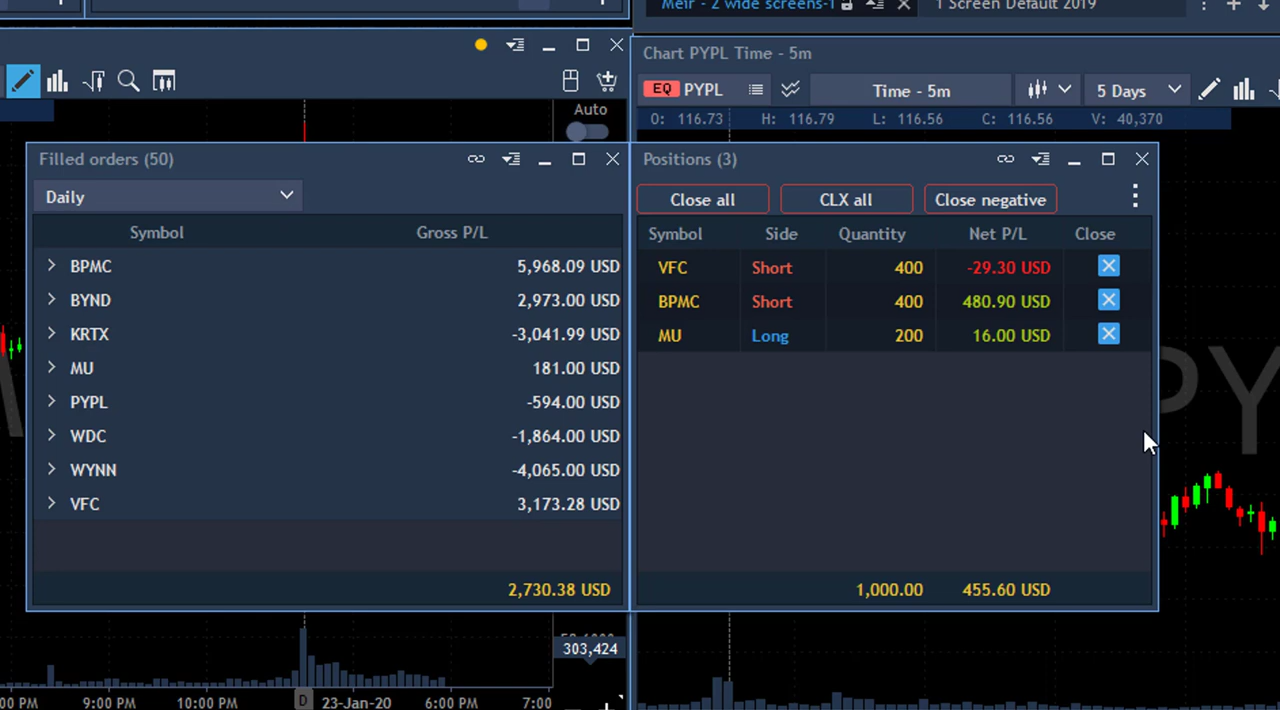 Meir - 2 wide screens-1
1 Screen Default 2019
Chart PYPL Time - 5m
EQ PYPL
Time - 5m
5 Days
Auto
O: 116.73 H: 116.79 L: 116.56 C: 116.56 V: 40,370
Filled orders (50)
Daily
Symbol Gross P/L
BPMC 5,968.09 USD
BYND 2,973.00 USD
KRTX -3,041.99 USD
MU 181.00 USD
PYPL -594.00 USD
WDC -1,864.00 USD
WYNN -4,065.00 USD
VFC 3,173.28 USD
2,730.38 USD
Positions (3)
Close all CLX all Close negative
Symbol Side Quantity Net P/L Close
VFC Short 400 -29.30 USD
BPMC Short 400 480.90 USD
MU Long 200 16.00 USD
1,000.00 455.60 USD
PY
303,424
PM 9:00 PM 10:00 PM D 23-Jan-20 6:00 PM 7:00